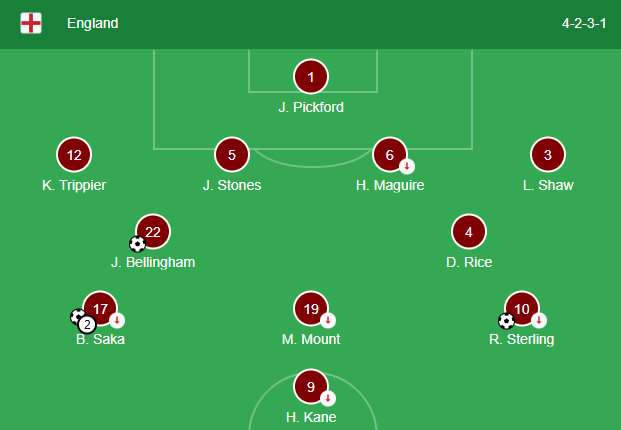 England 4-2-3-1
1
J. Pickford
12 5 6 3
K. Trippier J. Stones H. Maguire L. Shaw
22 4
J. Bellingham D. Rice
17 19 10
2
B. Saka M. Mount R. Sterling
9
H. Kane